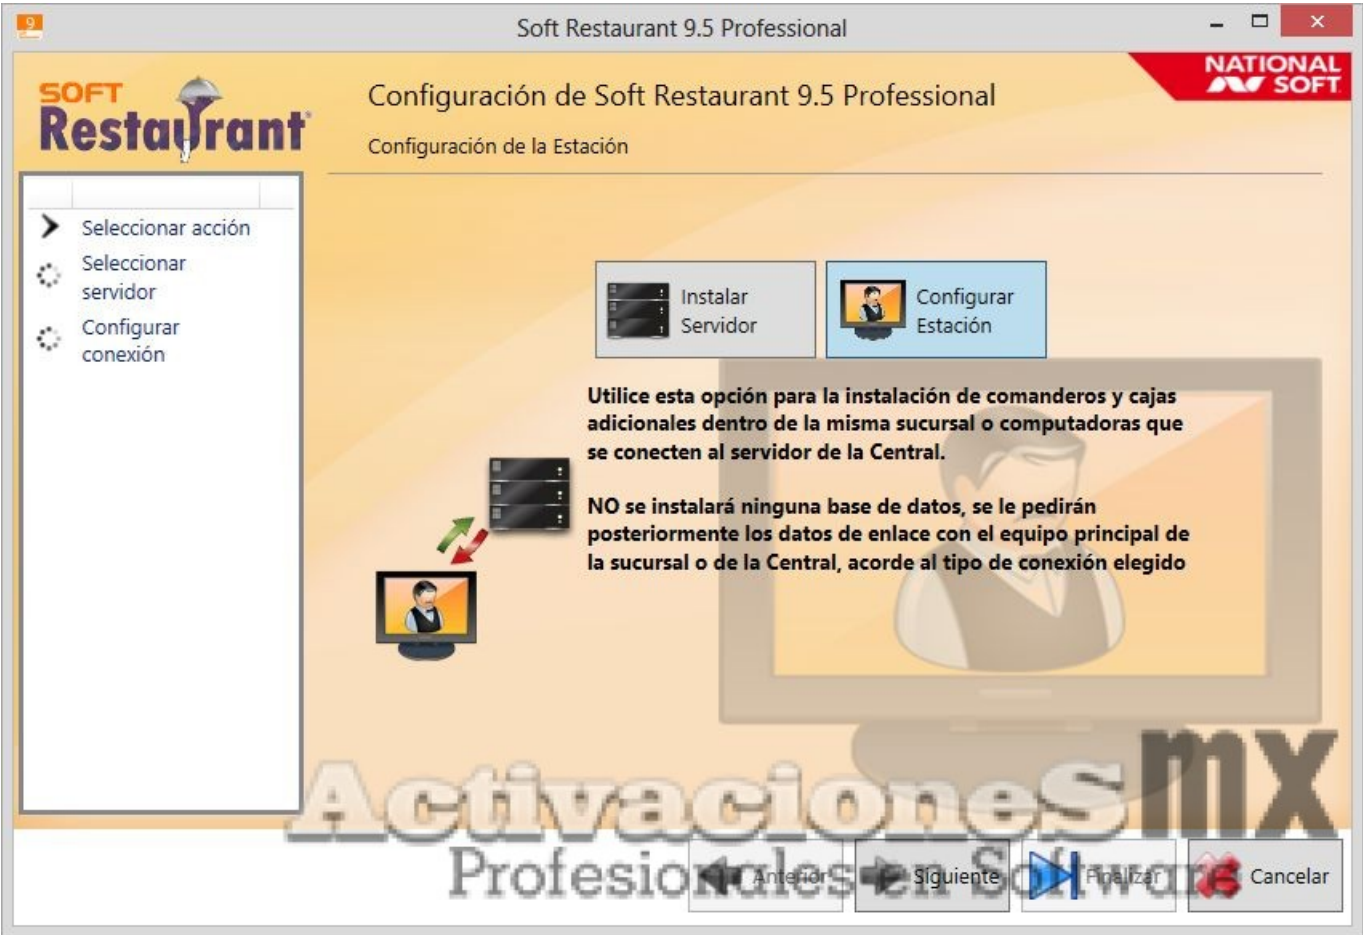 9
Soft Restaurant 9.5 Professional
NATIONAL
SOFT
SOFT
Restaurant
Configuración de Soft Restaurant 9.5 Professional
Configuración de la Estación
Seleccionar acción
Seleccionar
servidor
Configurar
conexión
Instalar
Servidor
Configurar
Estación
Utilice esta opción para la instalación de comanderos y cajas
adicionales dentro de la misma sucursal o computadoras que
se conecten al servidor de la Central.
NO se instalará ninguna base de datos, se le pedirán
posteriormente los datos de enlace con el equipo principal de
la sucursal o de la Central, acorde al tipo de conexión elegido
ActivacioneS mx
Profesionales en Software
Anterior
Siguiente
Finalizar
Cancelar